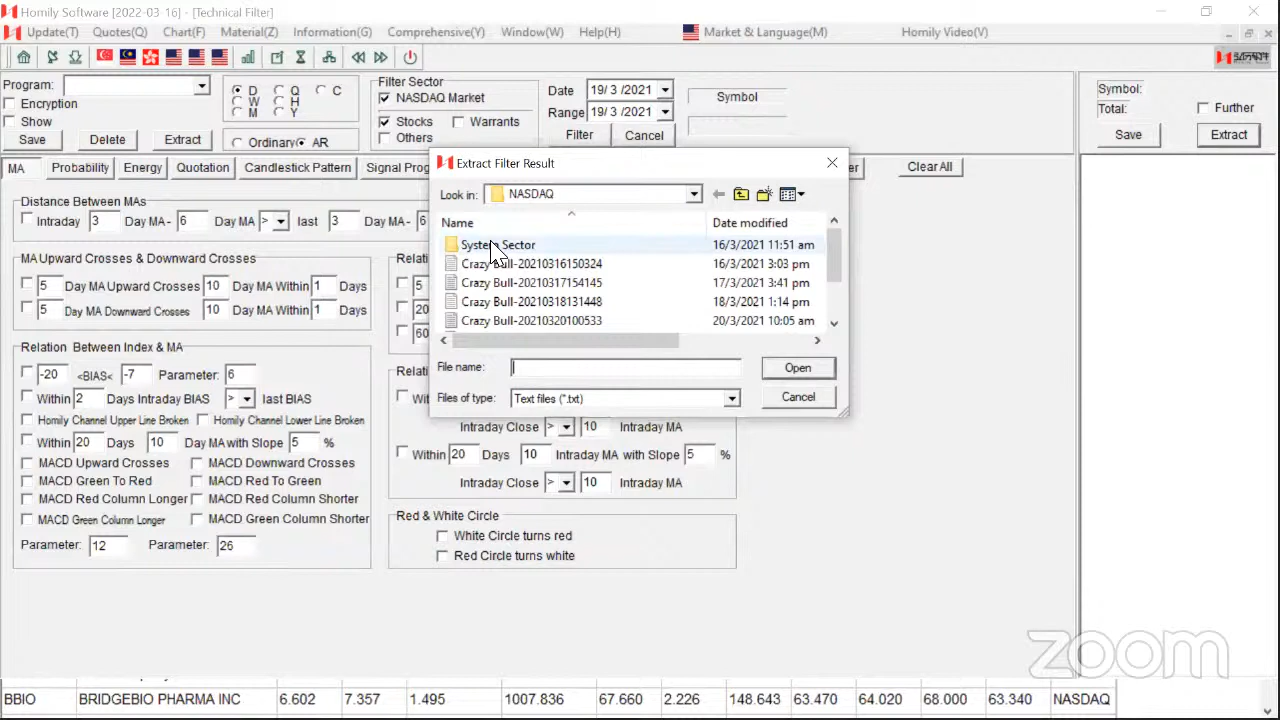 Homily Software [2022-03-16] - [Technical Filter]
Update(T) Quotes(Q) Chart(F) Material(Z) Information(G) Comprehensive(Y) Window(W) Help(H) Market & Language(M) Homily Video(V)
Program: D Q C Filter Sector Date 19/ 3 /2021 Symbol Symbol:
Encryption W H NASDAQ Market Range 19/ 3 /2021 Total: Further
Show M Y Stocks Warrants
Save Delete Extract Ordinary AR Others Filter Cancel Save Extract
MA Probability Energy Quotation Candlestick Pattern Signal Prog er Clear All
Extract Filter Result
Look in: NASDAQ
Name Date modified
System Sector 16/3/2021 11:51 am
Crazy Bull-20210316150324 16/3/2021 3:03 pm
Crazy Bull-20210317154145 17/3/2021 3:41 pm
Crazy Bull-20210318131448 18/3/2021 1:14 pm
Crazy Bull-20210320100533 20/3/2021 10:05 am
File name: Open
Files of type: Text files (*.txt) Cancel
Distance Between MAs
Intraday 3 Day MA- 6 Day MA > last 3 Day MA- 6
MA Upward Crosses & Downward Crosses
5 Day MA Upward Crosses 10 Day MA Within 1 Days
5 Day MA Downward Crosses 10 Day MA Within 1 Days
Relati
5
20
60
Relation Between Index & MA
-20 <BIAS< -7 Parameter: 6
Within 2 Days Intraday BIAS > last BIAS
Homily Channel Upper Line Broken Homily Channel Lower Line Broken
Within 20 Days 10 Day MA with Slope 5 %
MACD Upward Crosses MACD Downward Crosses
MACD Green To Red MACD Red To Green
MACD Red Column Longer MACD Red Column Shorter
MACD Green Column Longer MACD Green Column Shorter
Parameter: 12 Parameter: 26
Relati
Wit
Intraday Close > 10 Intraday MA
Within 20 Days 10 Intraday MA with Slope 5 %
Intraday Close > 10 Intraday MA
Red & White Circle
White Circle turns red
Red Circle turns white
zoom
BBIO BRIDGEBIO PHARMA INC 6.602 7.357 1.495 1007.836 67.660 2.226 148.643 63.470 64.020 68.000 63.340 NASDAQ